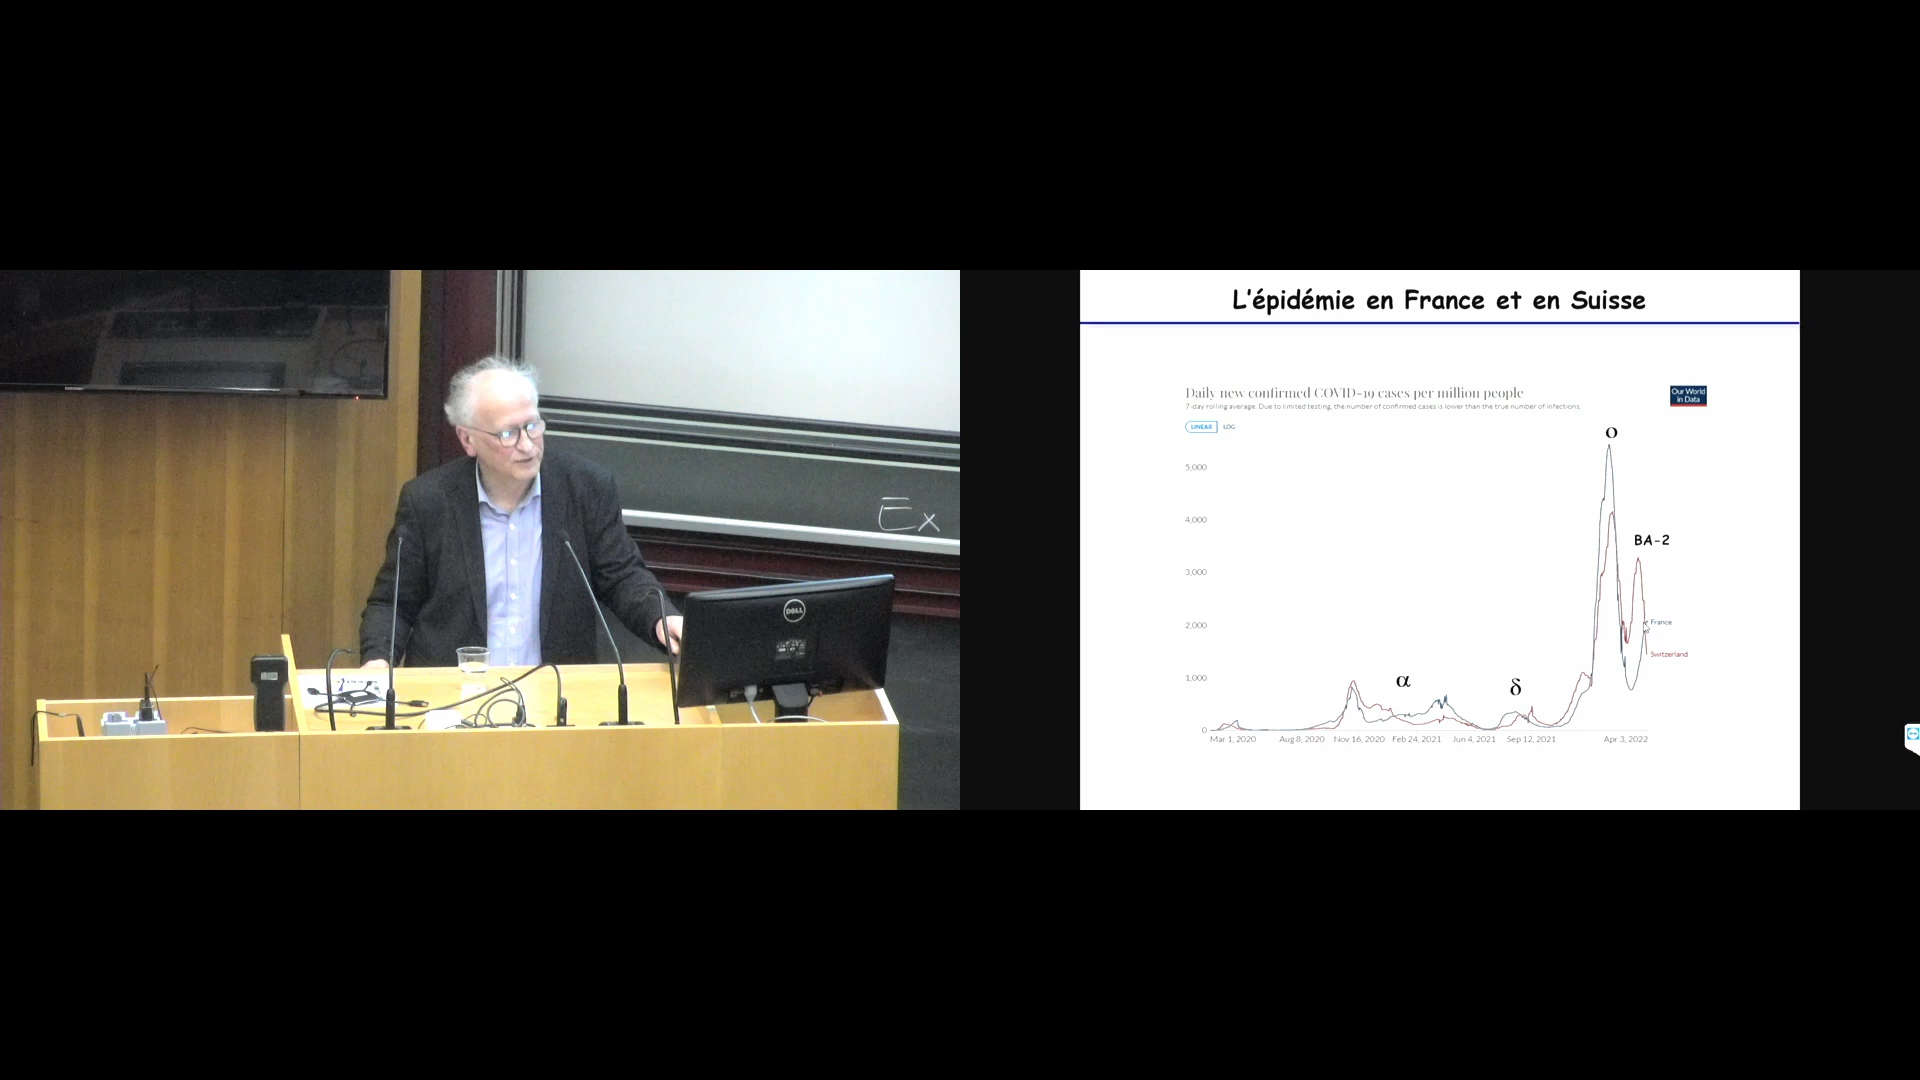 SAMSUNG
Ex
DELL
L'épidémie en France et en Suisse
Daily new confirmed COVID-19 cases per million people
7-day rolling average. Due to limited testing, the number of confirmed cases is lower than the true number of infections.
Our World
in Data
LINEAR LOG
O
5,000
4,000
BA-2
3,000
2,000
France
Switzerland
1,000
α
δ
0
Mar 1, 2020 Aug 8, 2020 Nov 16, 2020 Feb 24, 2021 Jun 4, 2021 Sep 12, 2021 Apr 3, 2022